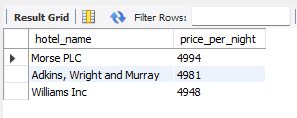 Result Grid Filter Rows:
hotel_name price_per_night
Morse PLC 4994
Adkins, Wright and Murray 4981
Williams Inc 4948